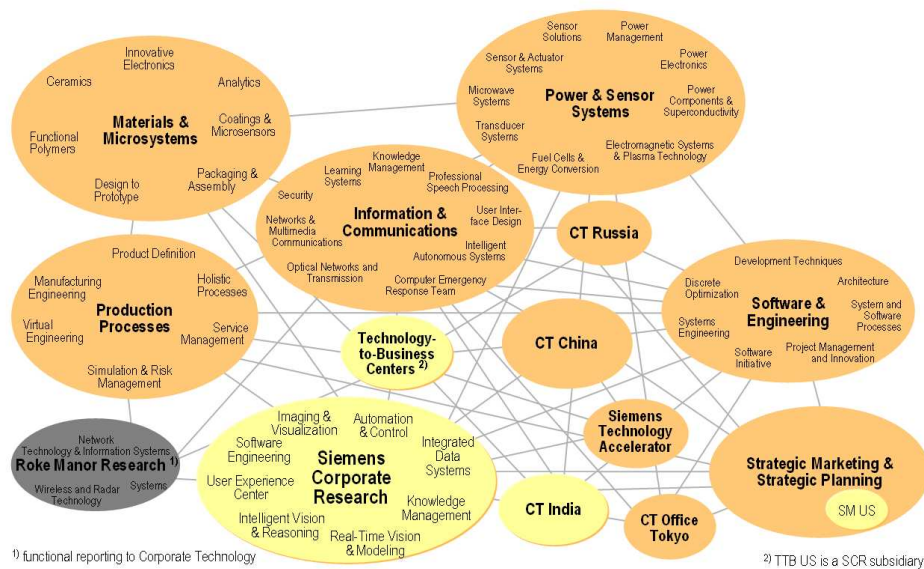 Innovative
Electronics
Ceramics
Analytics
Materials &
Microsystems
Coatings &
Microsensors
Functional
Polymers
Packaging &
Assembly
Design to
Prototype
Sensor
Solutions
Power
Management
Sensor & Actuator
Systems
Power
Electronics
Microwave
Systems
Power & Sensor
Systems
Power
Components &
Superconductivity
Transducer
Systems
Electromagnetic Systems
& Plasma Technology
Fuel Cells &
Energy Conversion
Knowledge
Management
Learning
Systems
Professional
Speech Processing
Security
Information &
Communications
User Inter-
face Design
Networks &
Multimedia
Communications
Intelligent
Autonomous Systems
Optical Networks and
Transmission
Computer Emergency
Response Team
CT Russia
Product Definition
Manufacturing
Engineering
Holistic
Processes
Production
Processes
Virtual
Engineering
Service
Management
Simulation & Risk
Management
Development Techniques
Discrete
Optimization
Architecture
Software &
Engineering
System and
Software
Processes
Systems
Engineering
Software
Initiative
Project Management
and Innovation
Technology-
to-Business
Centers 2)
CT China
Network
Technology & Information Systems
Roke Manor Research 1)
Wireless and Radar
Technology
Systems
Imaging &
Visualization
Automation
& Control
Software
Engineering
Integrated
Data
Systems
Siemens
Corporate
Research
User Experience
Center
Knowledge
Management
Intelligent Vision
& Reasoning
Real-Time Vision
& Modeling
Siemens
Technology
Accelerator
CT India
CT Office
Tokyo
Strategic Marketing &
Strategic Planning
SM US
1) functional reporting to Corporate Technology
2) TTB US is a SCR subsidiary